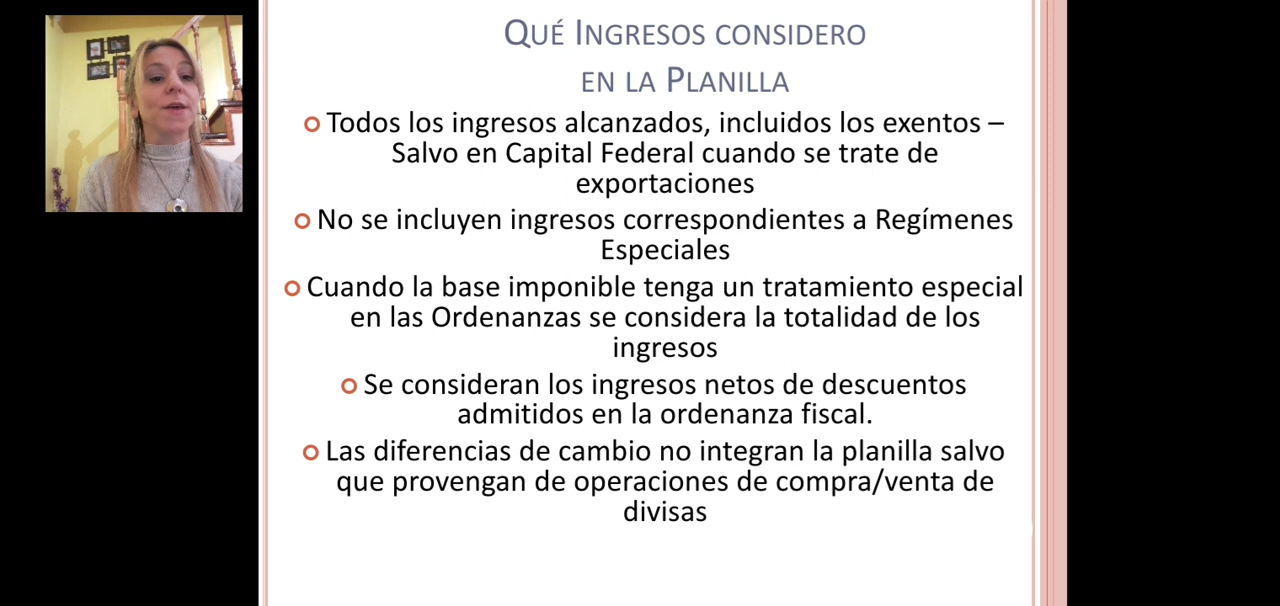 QUÉ INGRESOS CONSIDERO
EN LA PLANILLA
Todos los ingresos alcanzados, incluidos los exentos –
Salvo en Capital Federal cuando se trate de
exportaciones
No se incluyen ingresos correspondientes a Regímenes
Especiales
Cuando la base imponible tenga un tratamiento especial
en las Ordenanzas se considera la totalidad de los
ingresos
Se consideran los ingresos netos de descuentos
admitidos en la ordenanza fiscal.
Las diferencias de cambio no integran la planilla salvo
que provengan de operaciones de compra/venta de
divisas